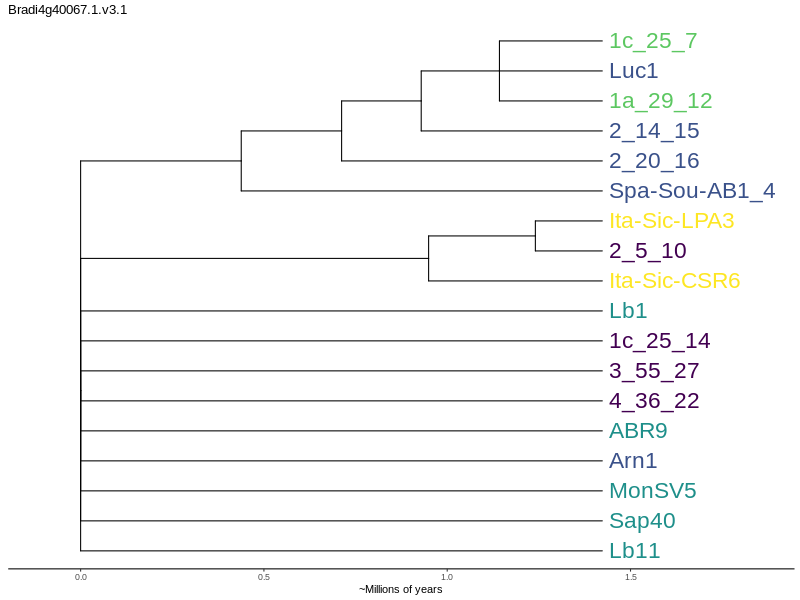 Bradi4g40067.1.v3.1
1c_25_7
Luc1
1a_29_12
2_14_15
2_20_16
Spa-Sou-AB1_4
Ita-Sic-LPA3
2_5_10
Ita-Sic-CSR6
Lb1
1c_25_14
3_55_27
4_36_22
ABR9
Arn1
MonSV5
Sap40
Lb11
0.0 0.5 1.0 1.5
~Millions of years